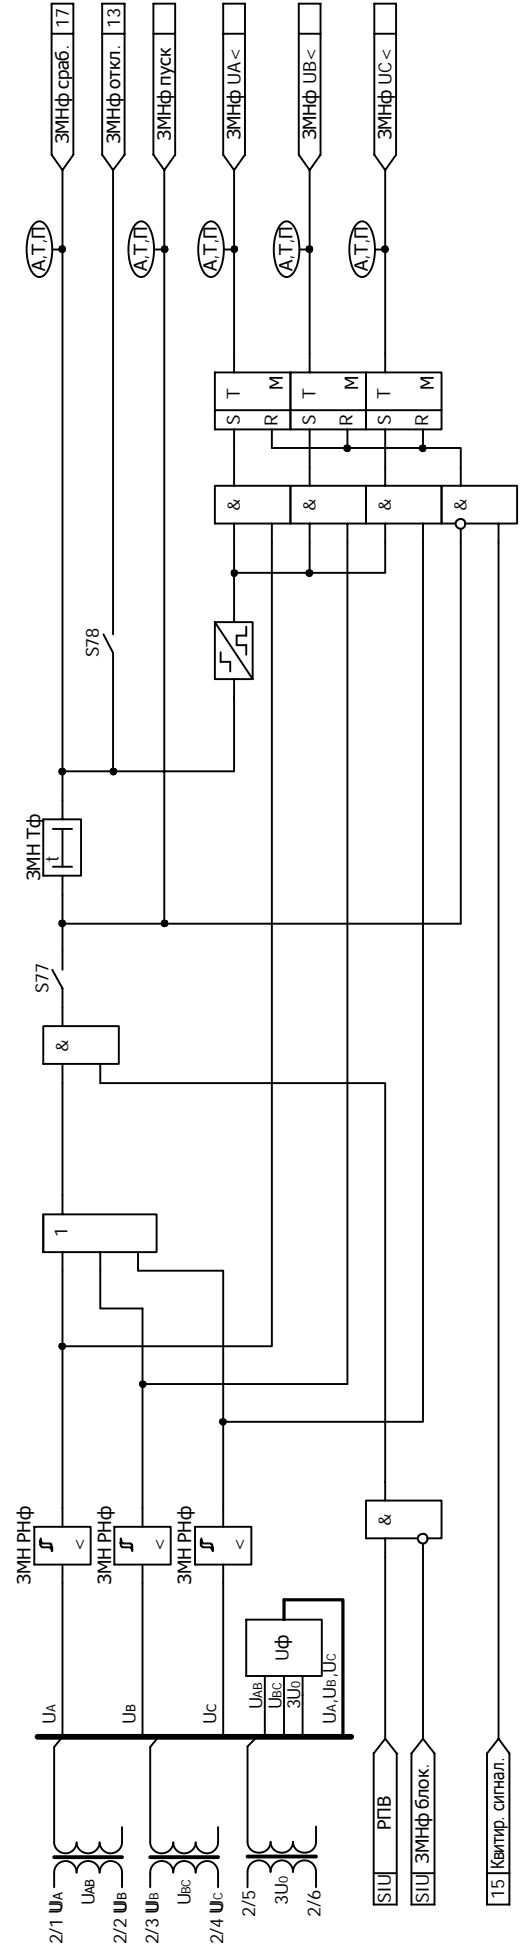 2/1 UA
UAB
2/2 UB
2/3 UB
UBC
2/4 UC
2/5
3U0
2/6
UA
UB
UC
UAB
UBC
3U0
UФ
UA,UB,UC
SIU РПВ
SIU ЗМНф блок.
15 Квитир. сигнал.
ЗМН РНф
<
ЗМН РНф
<
ЗМН РНф
<
&
1
&
S77
ЗМН Тф
t
S78
&
&
&
&
S T
R M
S T
R M
S T
R M
А,Т,П
А,Т,П
А,Т,П
А,Т,П
А,Т,П
ЗМНф сраб. 17
ЗМНф откл. 13
ЗМНф пуск
ЗМНф UA<
ЗМНф UB<
ЗМНф UC<